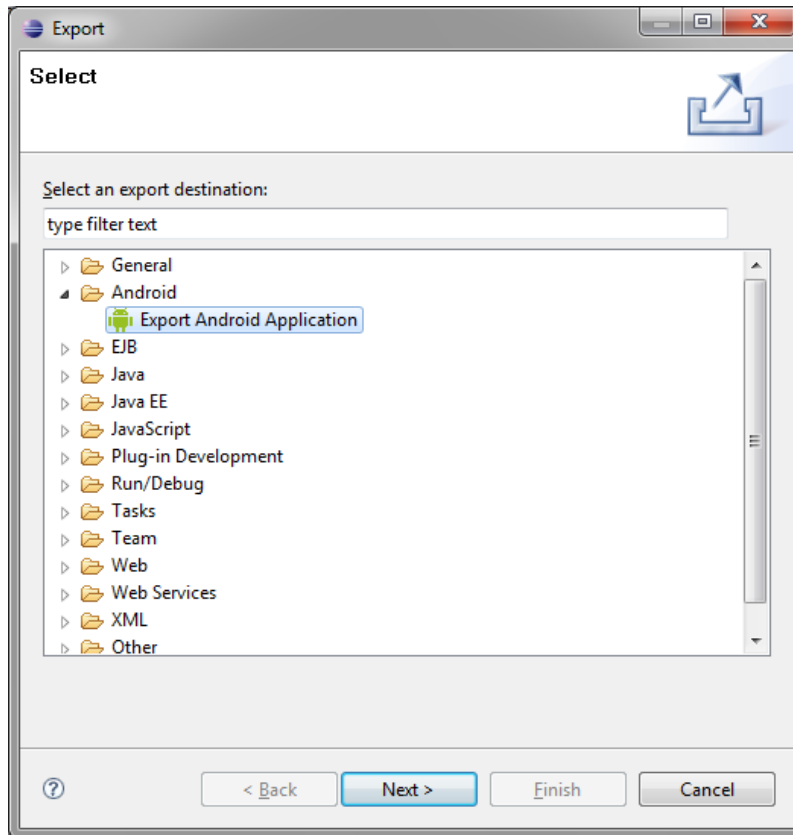 Export
Select
Select an export destination:
type filter text
General
Android
Export Android Application
EJB
Java
Java EE
JavaScript
Plug-in Development
Run/Debug
Tasks
Team
Web
Web Services
XML
Other
< Back Next > Finish Cancel